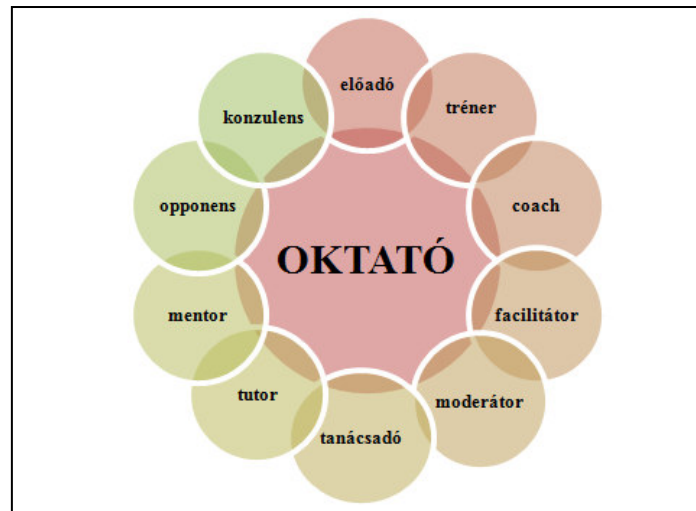 előadó
tréner
coach
facilitátor
moderátor
tanácsadó
tutor
mentor
opponens
konzulens
OKTATÓ